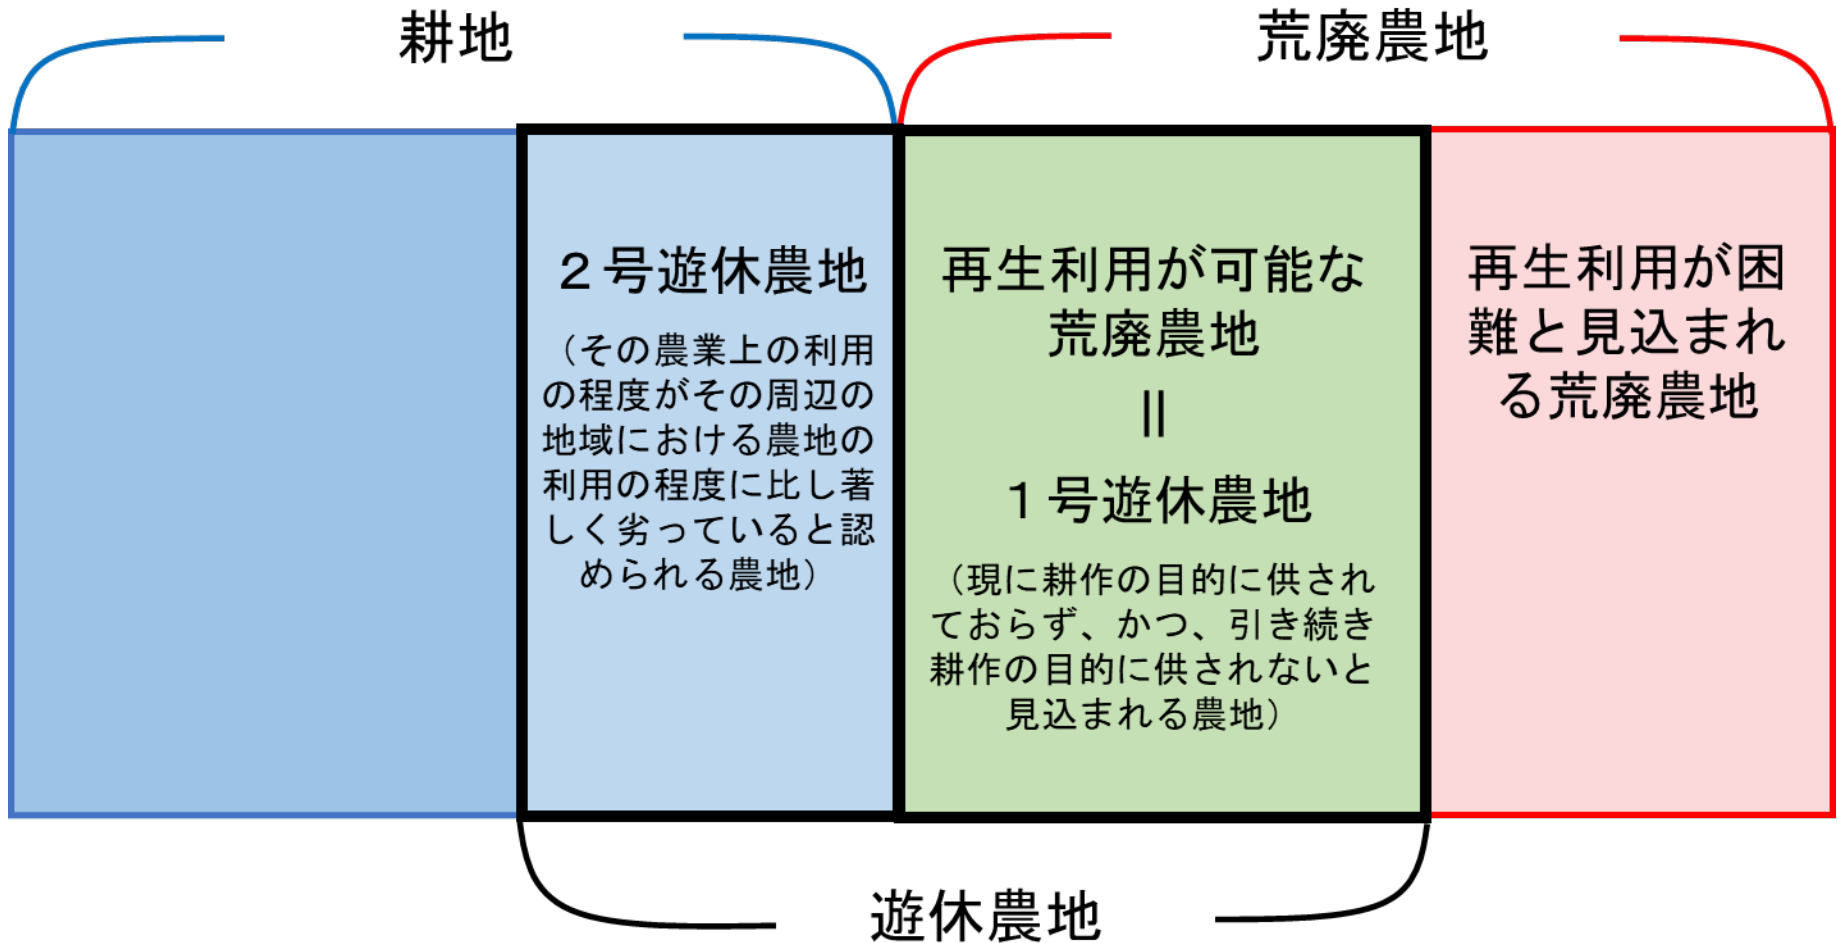 耕地
荒廃農地
２号遊休農地
（その農業上の利用
の程度がその周辺の
地域における農地の
利用の程度に比し著
しく劣っていると認
められる農地）
再生利用が可能な
荒廃農地
＝
１号遊休農地
（現に耕作の目的に供され
ておらず、かつ、引き続き
耕作の目的に供されないと
見込まれる農地）
再生利用が困
難と見込まれ
る荒廃農地
遊休農地